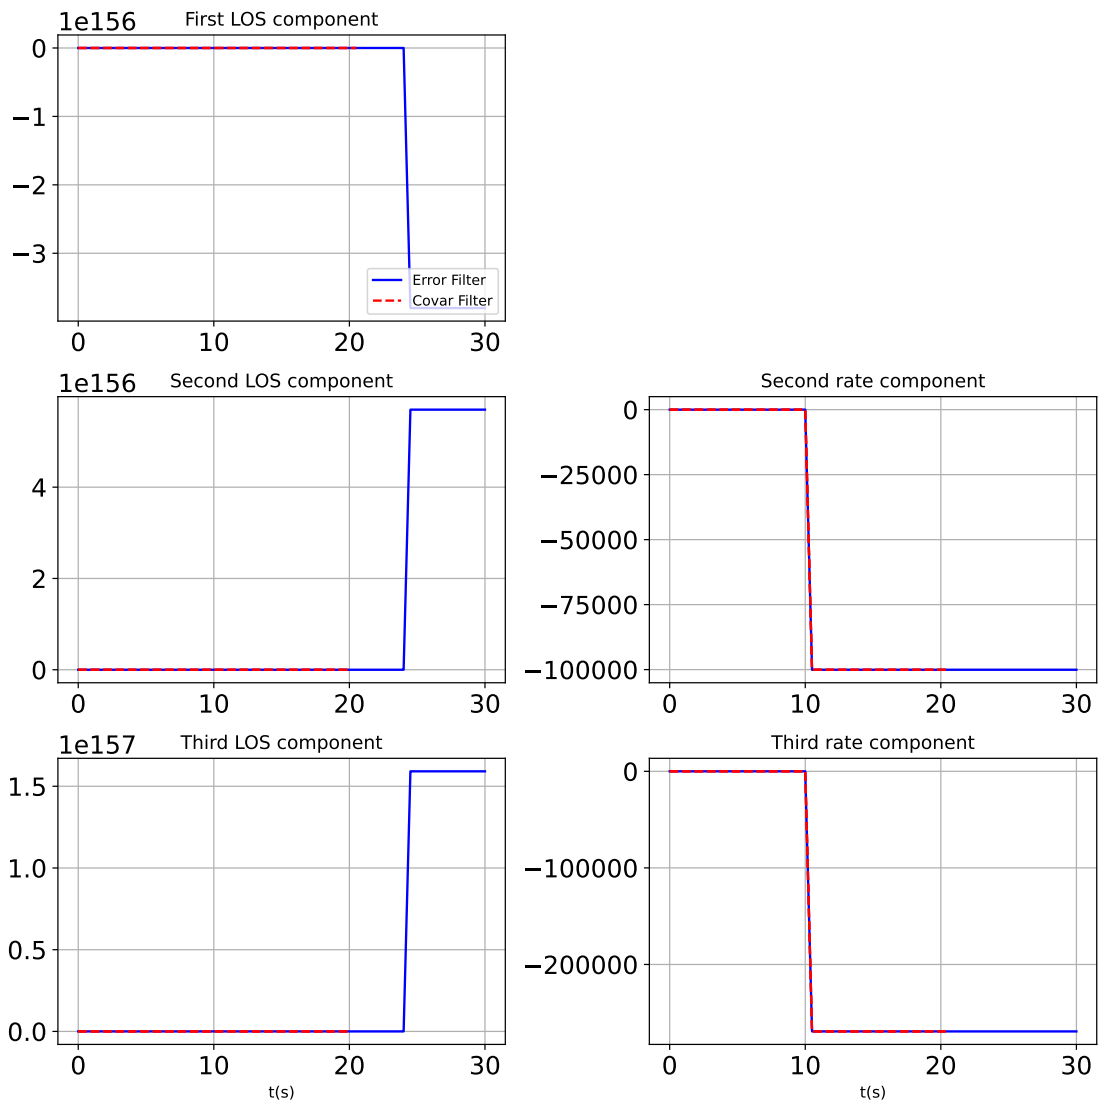 1e156
First LOS component
0
−1
−2
−3
Error Filter
Covar Filter
0 10 20 30
1e156
Second LOS component
4
2
0
0 10 20 30
Second rate component
0
−25000
−50000
−75000
−100000
0 10 20 30
1e157
Third LOS component
1.5
1.0
0.5
0.0
0 10 20 30
t(s)
Third rate component
0
−100000
−200000
0 10 20 30
t(s)